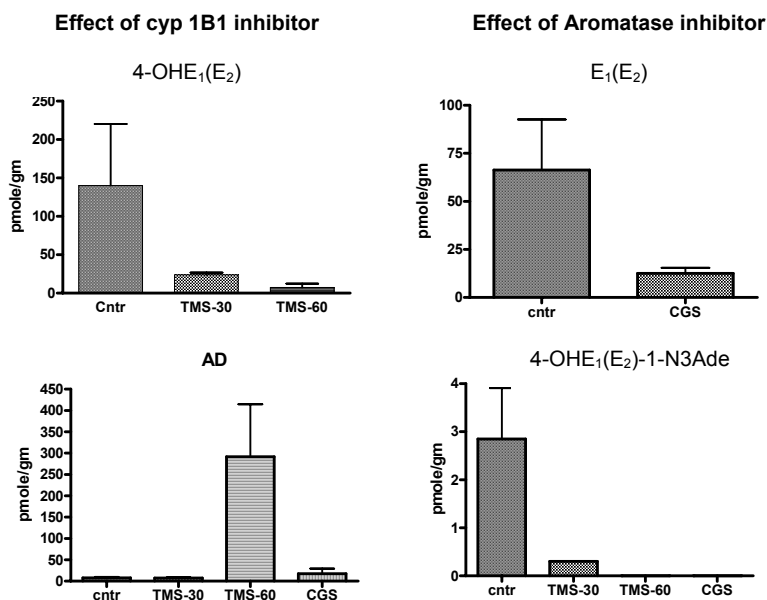 Effect of cyp 1B1 inhibitor
4-OHE₁(E₂)
pmole/gm
250
200
150
100
50
0
Cntr TMS-30 TMS-60
Effect of Aromatase inhibitor
E₁(E₂)
pmole/gm
100
75
50
25
0
cntr CGS
AD
pmole/gm
450
400
350
300
250
200
150
100
50
0
cntr TMS-30 TMS-60 CGS
4-OHE₁(E₂)-1-N3Ade
pmole/gm
4
3
2
1
0
cntr TMS-30 TMS-60 CGS